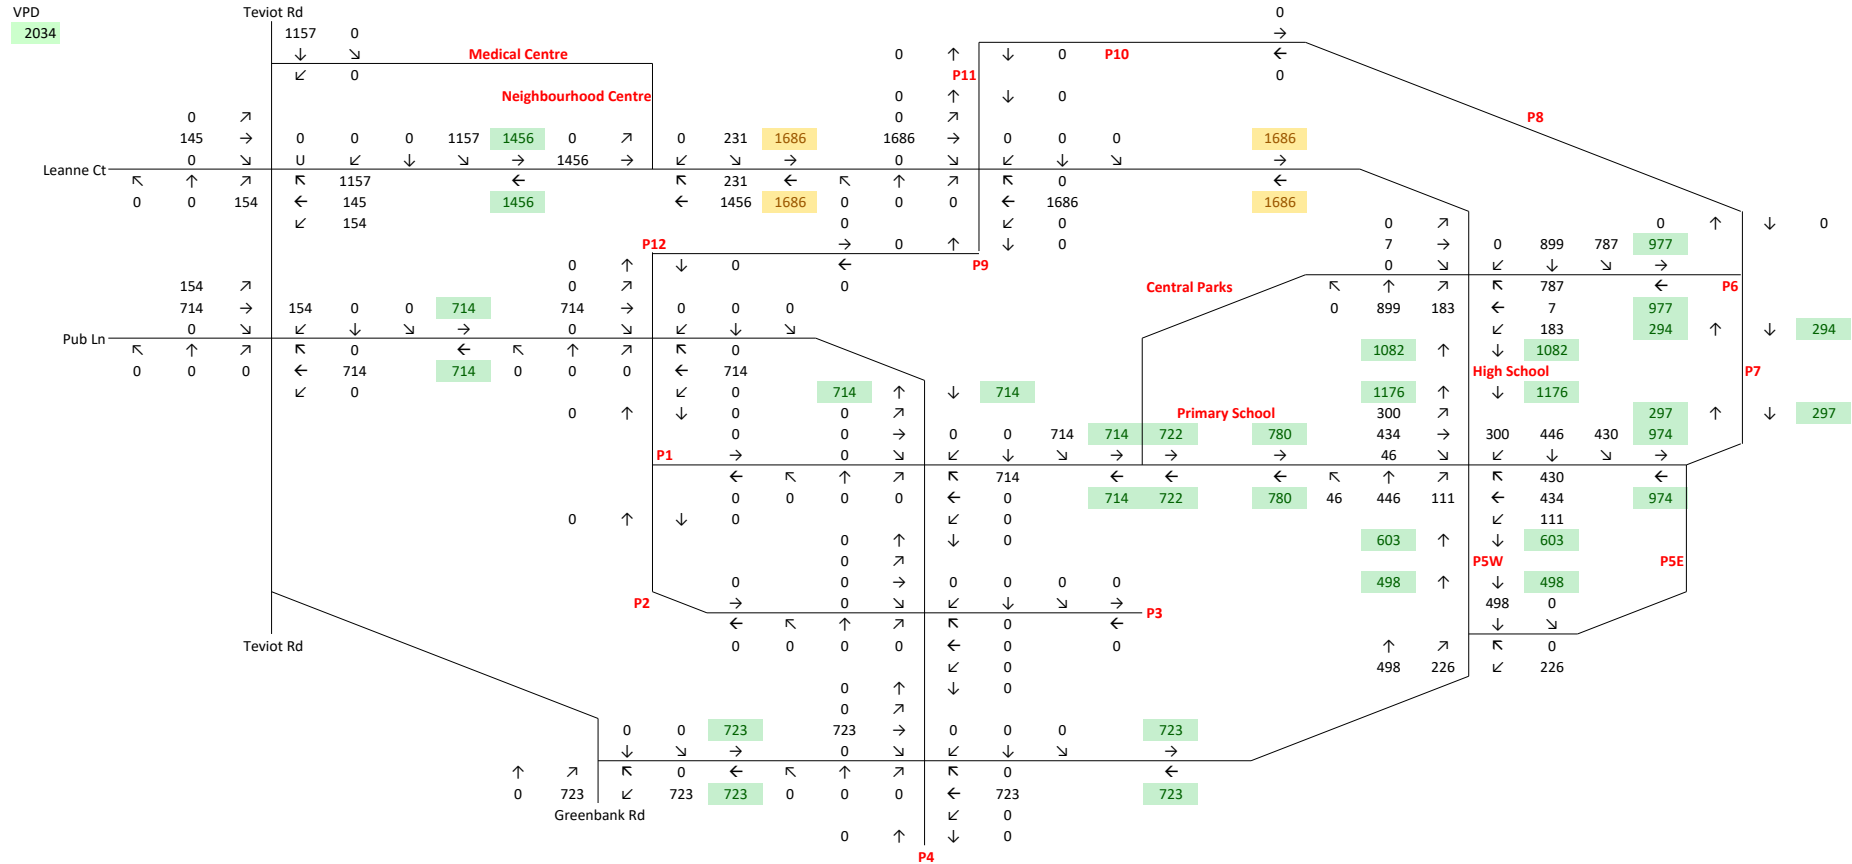 VPD Teviot Rd 0
2034 1157 0 →
↓ ↘ Medical Centre 0 ↑ ↓ 0 P10 ←
↙ 0 P11 0
Neighbourhood Centre 0 ↑ ↓ 0
0 ↗ 0 ↗ P8
145 → 0 0 0 1157 1456 0 ↗ 0 231 1686 1686 → 0 0 0 1686
0 ↘ U ↙ ↓ ↘ → 1456 → ↙ ↘ → 0 ↘ ↙ ↓ ↘ →
Leanne Ct
↖ ↑ ↗ ↖ 1157 ← ↖ 231 ← ↖ ↑ ↗ ↖ 0 ←
0 0 154 ← 145 1456 ← 1456 1686 0 0 0 ← 1686 1686
↙ 154 0 ↙ 0 0 ↗ 0 ↑ ↓ 0
P12 → 0 ↑ ↓ 0 7 → 0 899 787 977
0 ↑ ↓ 0 ← P9 0 ↘ ↙ ↓ ↘ →
154 ↗ 0 ↗ 0 Central Parks ↖ ↑ ↗ ↖ 787 ← P6
714 → 154 0 0 714 714 → 0 0 0 0 899 183 ← 7 977
0 ↘ ↙ ↓ ↘ → 0 ↘ ↙ ↓ ↘ ↙ 183 294 ↑ ↓ 294
Pub Ln
↖ ↑ ↗ ↖ 0 ← ↖ ↑ ↗ ↖ 0 1082 ↑ ↓ 1082
0 0 0 ← 714 714 0 0 0 ← 714 High School P7
↙ 0 ↙ 0 714 ↑ ↓ 714 1176 ↑ ↓ 1176
0 ↑ ↓ 0 0 ↗ Primary School 300 ↗ 297 ↑ ↓ 297
0 0 → 0 0 714 714 722 780 434 → 300 446 430 974
P1 → 0 ↘ ↙ ↓ ↘ → → → 46 ↘ ↙ ↓ ↘ →
← ↖ ↑ ↗ ↖ 714 ← ← ← ↖ ↑ ↗ ↖ 430 ←
0 0 0 0 ← 0 714 722 780 46 446 111 ← 434 974
0 ↑ ↓ 0 ↙ 0 ↙ 111
0 ↑ ↓ 0 603 ↑ ↓ 603
0 ↗ P5W P5E
0 0 → 0 0 0 0 498 ↑ ↓ 498
P2 → 0 ↘ ↙ ↓ ↘ → P3 498 0
← ↖ ↑ ↗ ↖ 0 ← ↓ ↘
Teviot Rd 0 0 0 0 ← 0 0 ↑ ↗ ↖ 0
↙ 0 498 226 ↙ 226
0 ↑ ↓ 0
0 ↗
0 0 723 723 → 0 0 0 723
↓ ↘ → 0 ↘ ↙ ↓ ↘ →
↑ ↗ ↖ 0 ← ↖ ↑ ↗ ↖ 0 ←
0 723 ↙ 723 723 0 0 0 ← 723 723
Greenbank Rd ↙ 0
0 ↑ ↓ 0
P4